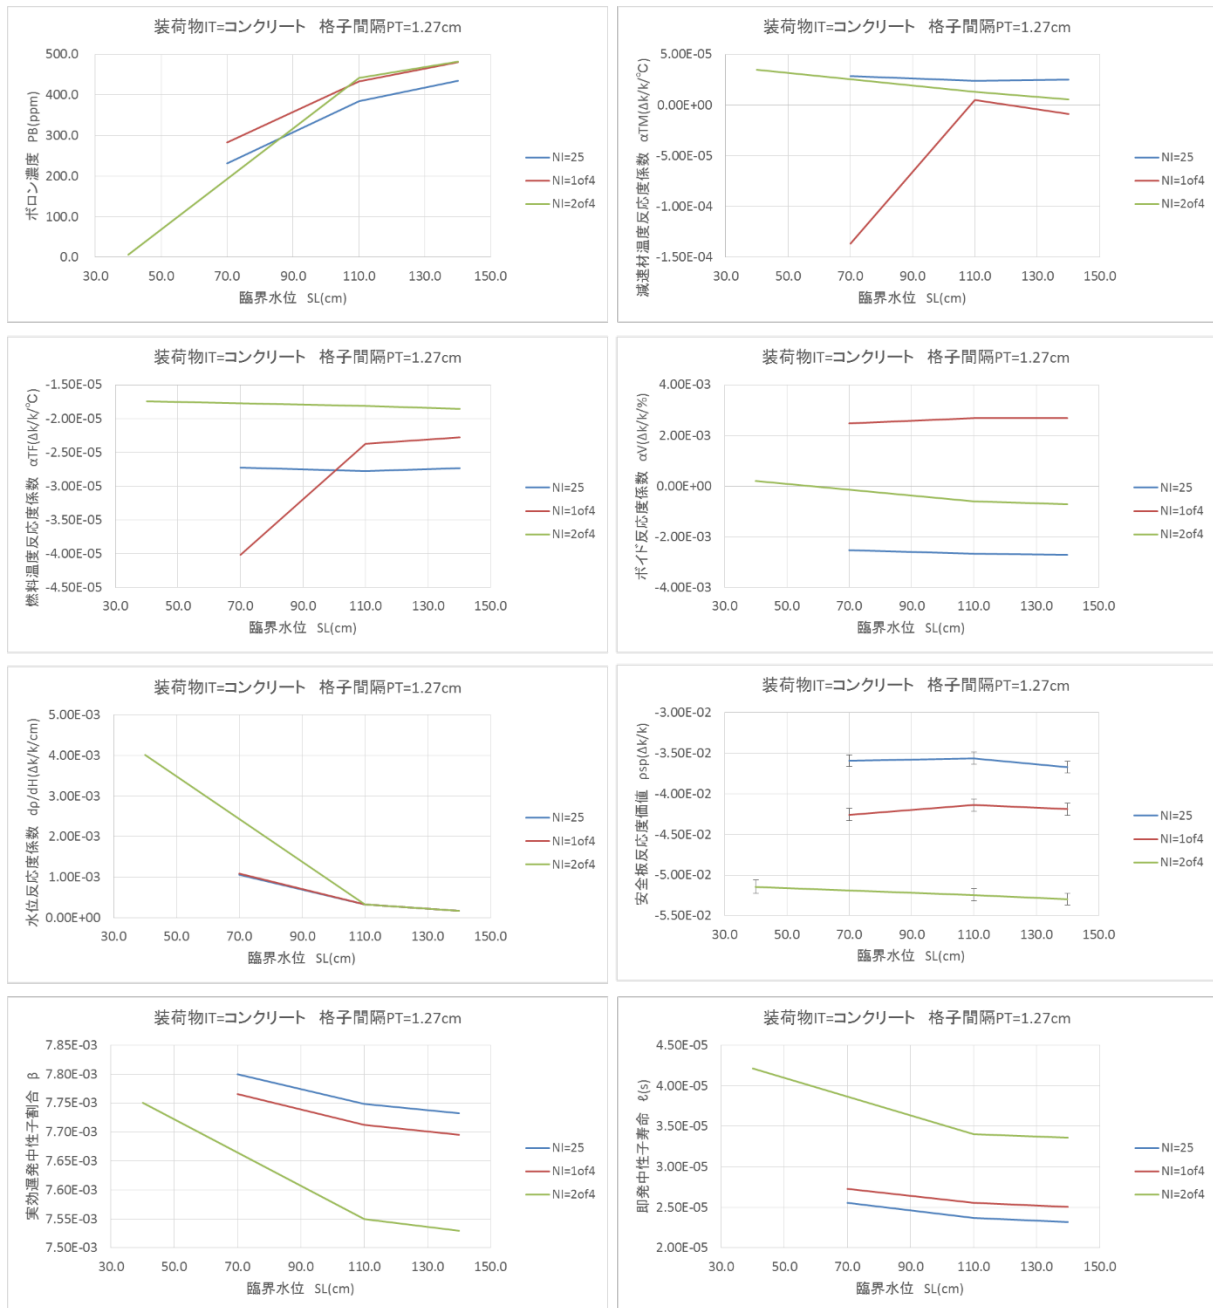 装荷物IT=コンクリート 格子間隔PT=1.27cm
500.0
400.0
300.0
200.0
100.0
0.0
ボロン濃度 PB(ppm)
30.0 50.0 70.0 90.0 110.0 130.0 150.0
臨界水位 SL(cm)
NI=25
NI=1of4
NI=2of4
装荷物IT=コンクリート 格子間隔PT=1.27cm
5.00E-05
0.00E+00
-5.00E-05
-1.00E-04
-1.50E-04
減速材温度反応度係数 αTM(Δk/k/℃)
30.0 50.0 70.0 90.0 110.0 130.0 150.0
臨界水位 SL(cm)
NI=25
NI=1of4
NI=2of4
装荷物IT=コンクリート 格子間隔PT=1.27cm
-1.50E-05
-2.00E-05
-2.50E-05
-3.00E-05
-3.50E-05
-4.00E-05
-4.50E-05
燃料温度反応度係数 αTF(Δk/k/℃)
30.0 50.0 70.0 90.0 110.0 130.0 150.0
臨界水位 SL(cm)
NI=25
NI=1of4
NI=2of4
装荷物IT=コンクリート 格子間隔PT=1.27cm
4.00E-03
2.00E-03
0.00E+00
-2.00E-03
-4.00E-03
ボイド反応度係数 αV(Δk/k/%)
30.0 50.0 70.0 90.0 110.0 130.0 150.0
臨界水位 SL(cm)
NI=25
NI=1of4
NI=2of4
装荷物IT=コンクリート 格子間隔PT=1.27cm
5.00E-03
4.00E-03
3.00E-03
2.00E-03
1.00E-03
0.00E+00
水位反応度係数 dρ/dH(Δk/k/cm)
30.0 50.0 70.0 90.0 110.0 130.0 150.0
臨界水位 SL(cm)
NI=25
NI=1of4
NI=2of4
装荷物IT=コンクリート 格子間隔PT=1.27cm
-3.00E-02
-3.50E-02
-4.00E-02
-4.50E-02
-5.00E-02
-5.50E-02
安全板反応度価値 ρsp(Δk/k)
30.0 50.0 70.0 90.0 110.0 130.0 150.0
臨界水位 SL(cm)
NI=25
NI=1of4
NI=2of4
装荷物IT=コンクリート 格子間隔PT=1.27cm
7.85E-03
7.80E-03
7.75E-03
7.70E-03
7.65E-03
7.60E-03
7.55E-03
7.50E-03
実効遅発中性子割合 β
30.0 50.0 70.0 90.0 110.0 130.0 150.0
臨界水位 SL(cm)
NI=25
NI=1of4
NI=2of4
装荷物IT=コンクリート 格子間隔PT=1.27cm
4.50E-05
4.00E-05
3.50E-05
3.00E-05
2.50E-05
2.00E-05
即発中性子寿命 ℓ(s)
30.0 50.0 70.0 90.0 110.0 130.0 150.0
臨界水位 SL(cm)
NI=25
NI=1of4
NI=2of4